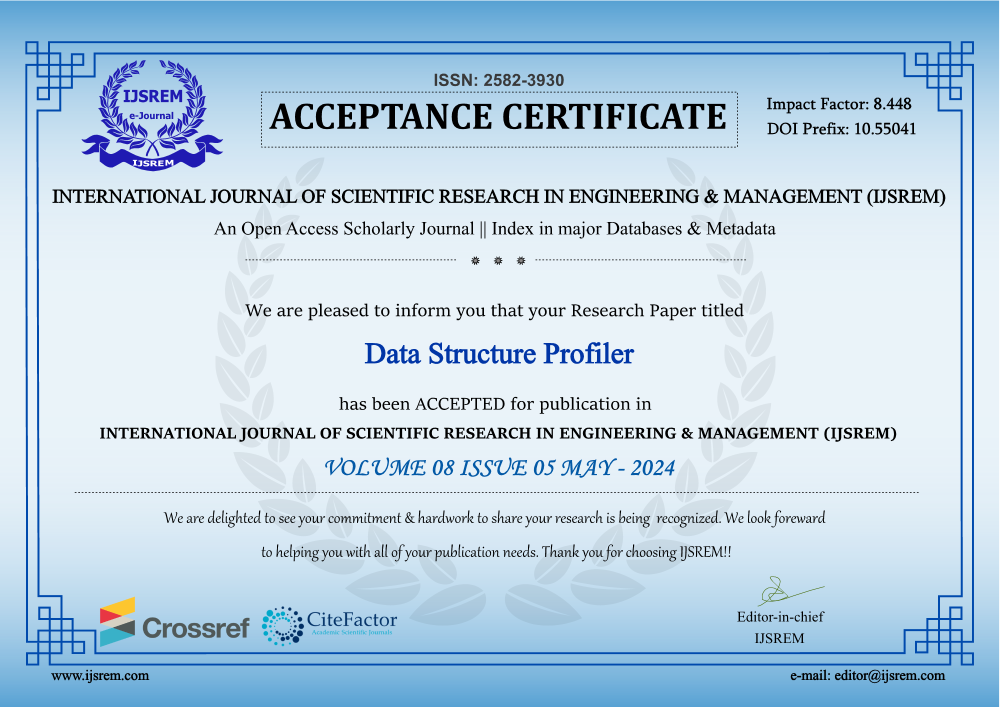 IJSREM
e-Journal
IJSREM
ISSN: 2582-3930
ACCEPTANCE CERTIFICATE
Impact Factor: 8.448
DOI Prefix: 10.55041
INTERNATIONAL JOURNAL OF SCIENTIFIC RESEARCH IN ENGINEERING & MANAGEMENT (IJSREM)
An Open Access Scholarly Journal || Index in major Databases & Metadata
We are pleased to inform you that your Research Paper titled
Data Structure Profiler
has been ACCEPTED for publication in
INTERNATIONAL JOURNAL OF SCIENTIFIC RESEARCH IN ENGINEERING & MANAGEMENT (IJSREM)
VOLUME 08 ISSUE 05 MAY - 2024
We are delighted to see your commitment & hardwork to share your research is being recognized. We look foreward
to helping you with all of your publication needs. Thank you for choosing IJSREM!!
Crossref
CiteFactor
Academic Scientific Journals
Editor-in-chief
IJSREM
www.ijsrem.com
e-mail: editor@ijsrem.com